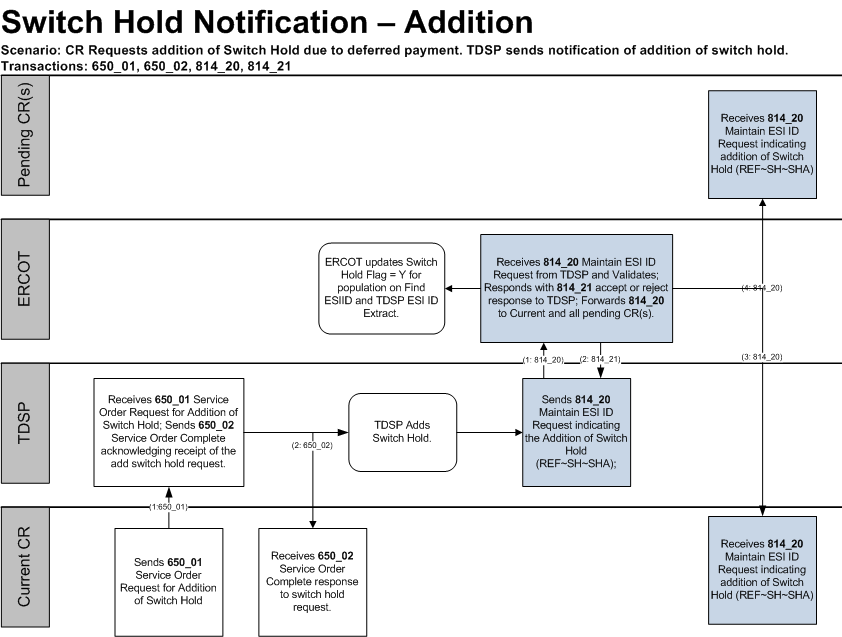 Switch Hold Notification – Addition
Scenario: CR Requests addition of Switch Hold due to deferred payment. TDSP sends notification of addition of switch hold.
Transactions: 650_01, 650_02, 814_20, 814_21
Pending CR(s)
Receives 814_20
Maintain ESI ID
Request indicating
addition of Switch
Hold (REF~SH~SHA)
ERCOT
ERCOT updates Switch
Hold Flag = Y for
population on Find
ESIID and TDSP ESI ID
Extract.
Receives 814_20 Maintain ESI ID
Request from TDSP and Validates;
Responds with 814_21 accept or reject
response to TDSP; Forwards 814_20
to Current and all pending CR(s).
(4: 814_20)
(1: 814_20)
(2: 814_21)
(3: 814_20)
TDSP
Receives 650_01 Service
Order Request for Addition of
Switch Hold; Sends 650_02
Service Order Complete
acknowledging receipt of the
add switch hold request.
(2: 650_02)
TDSP Adds
Switch Hold.
Sends 814_20
Maintain ESI ID
Request indicating
the Addition of Switch
Hold
(REF~SH~SHA);
(1:650_01)
Current CR
Sends 650_01
Service Order
Request for Addition
of Switch Hold
Receives 650_02
Service Order
Complete response
to switch hold
request.
Receives 814_20
Maintain ESI ID
Request indicating
addition of Switch
Hold (REF~SH~SHA)